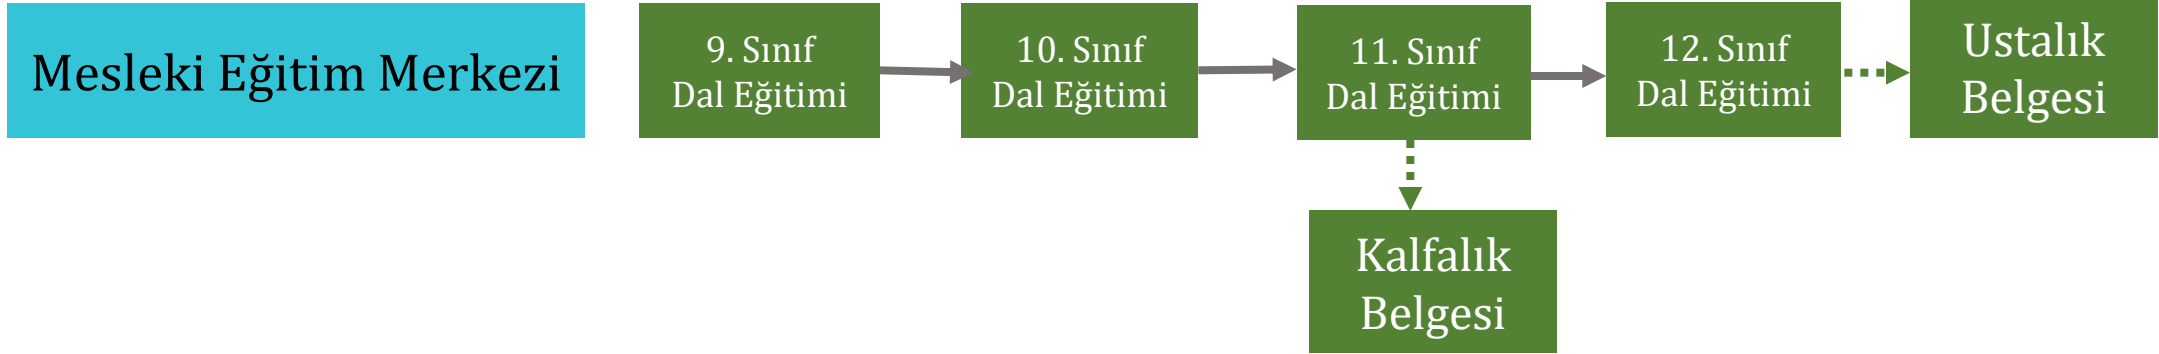 Mesleki Eğitim Merkezi
9. Sınıf
Dal Eğitimi
10. Sınıf
Dal Eğitimi
11. Sınıf
Dal Eğitimi
12. Sınıf
Dal Eğitimi
Ustalık
Belgesi
Kalfalık
Belgesi